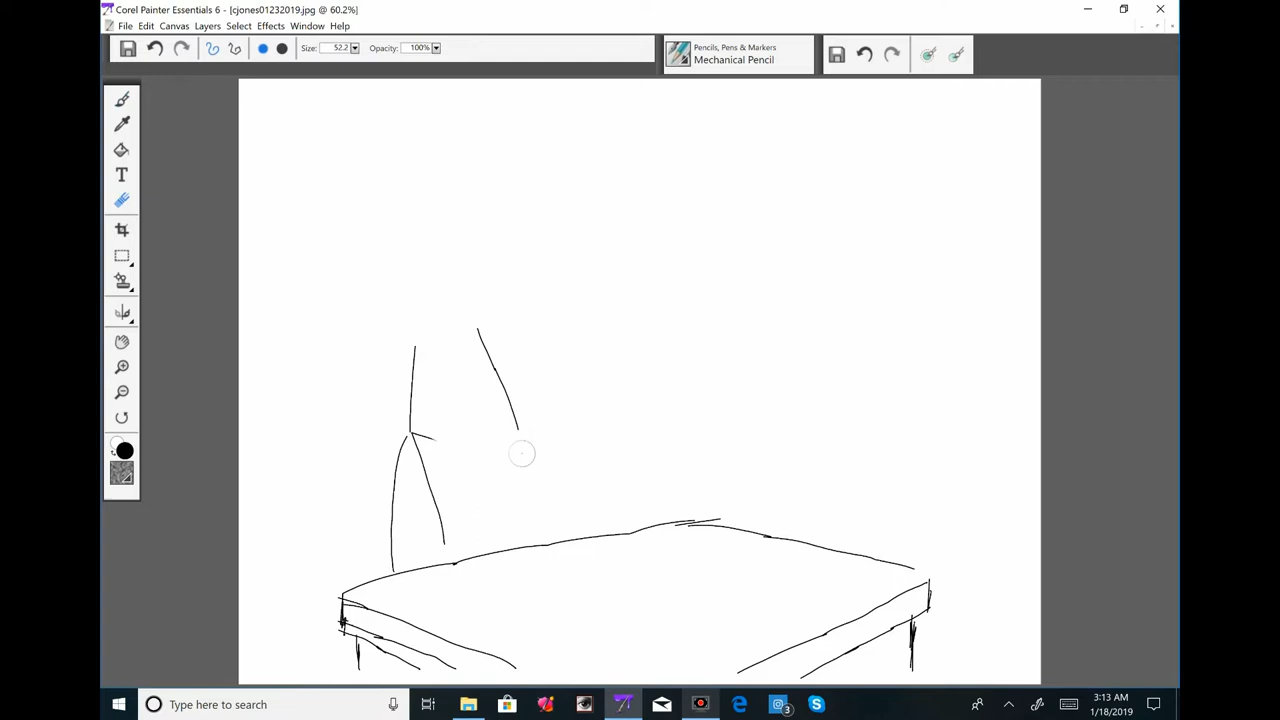 Corel Painter Essentials 6 - [cjones01232019.jpg @ 60.2%]
File Edit Canvas Layers Select Effects Window Help
Size: 52.2 Opacity: 100%
Pencils, Pens & Markers
Mechanical Pencil
T
Type here to search
3
3:13 AM
1/18/2019